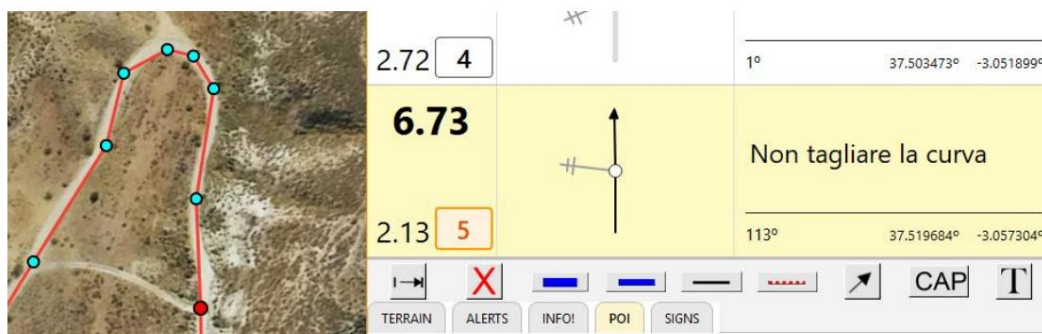 2.72 4
1º 37.503473º -3.051899º
6.73
Non tagliare la curva
2.13 5
113º 37.519684º -3.057304º
X CAP T
TERRAIN ALERTS INFO! POI SIGNS